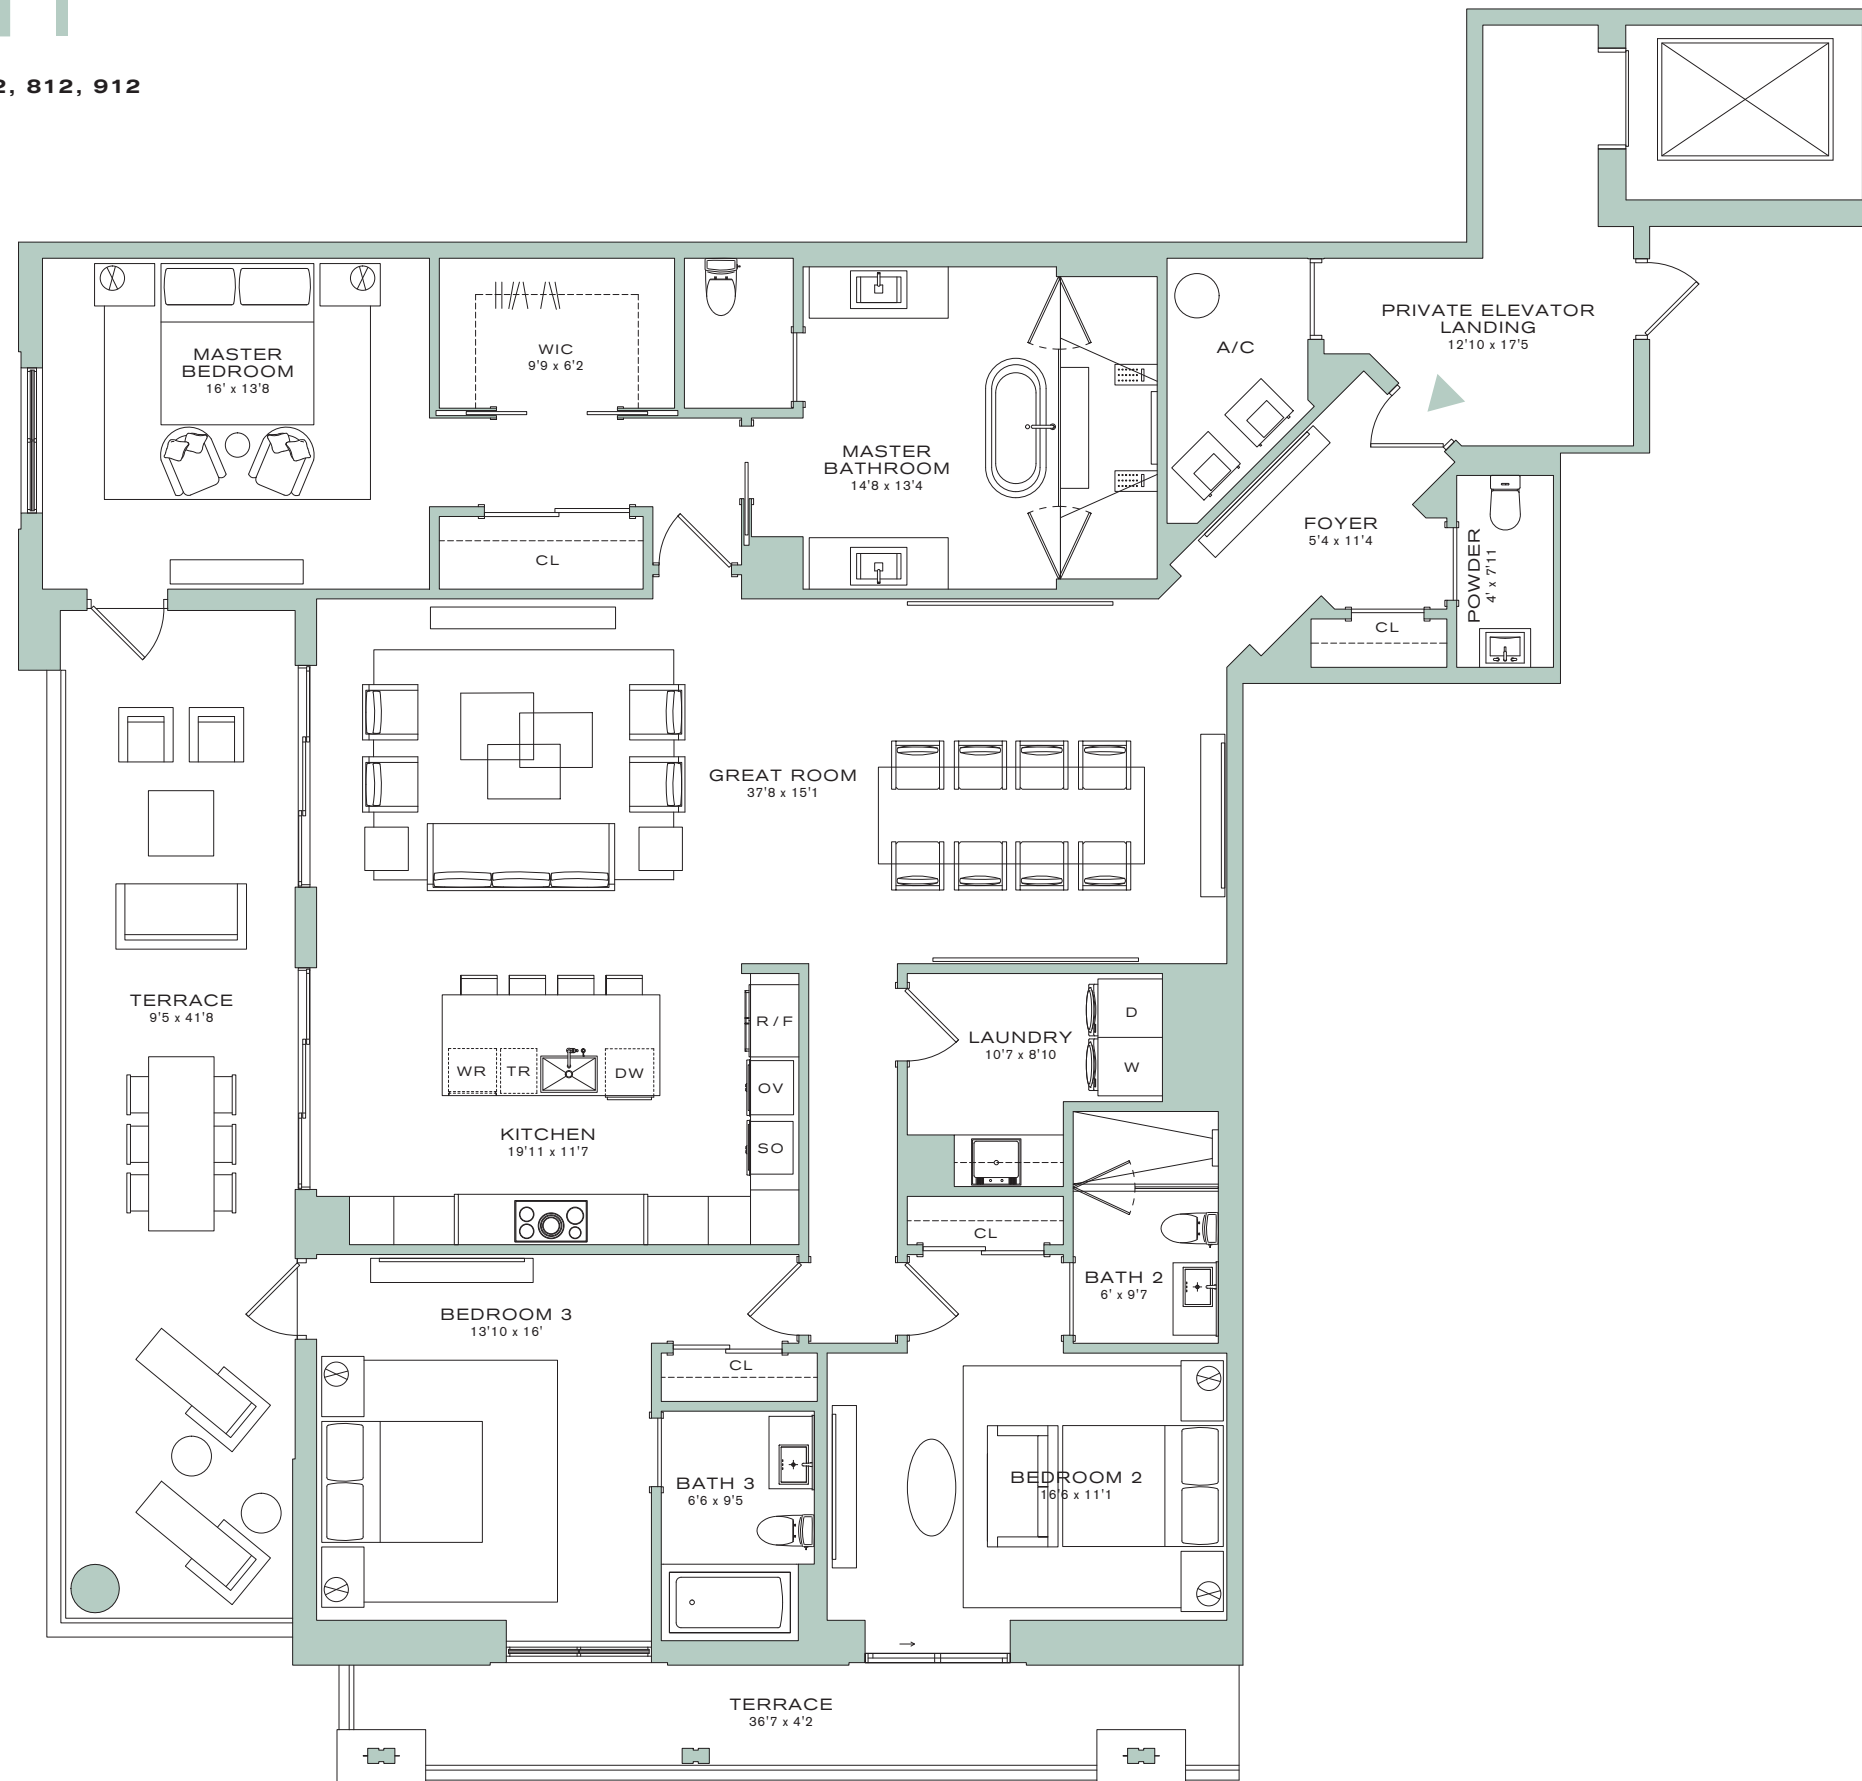 812, 912
PRIVATE ELEVATOR
LANDING
12'10 x 17'5
MASTER
BEDROOM
16' x 13'8
WIC
9'9 x 6'2
A/C
MASTER
BATHROOM
14'8 x 13'4
FOYER
5'4 x 11'4
POWDER
4' x 7'11
CL
CL
GREAT ROOM
37'8 x 15'1
TERRACE
9'5 x 41'8
R/F
WR
TR
DW
OV
SO
KITCHEN
19'11 x 11'7
LAUNDRY
10'7 x 8'10
D
W
CL
BATH 2
6' x 9'7
BEDROOM 3
13'10 x 16'
CL
BATH 3
6'6 x 9'5
BEDROOM 2
16'6 x 11'1
TERRACE
36'7 x 4'2